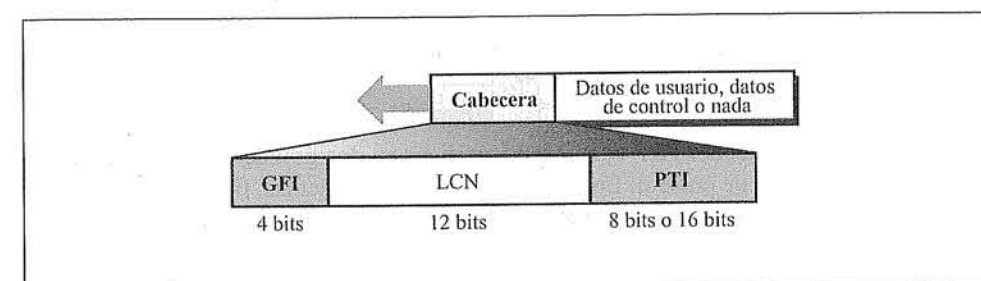 Cabecera
Datos de usuario, datos
de control o nada
GFI
LCN
PTI
4 bits
12 bits
8 bits o 16 bits